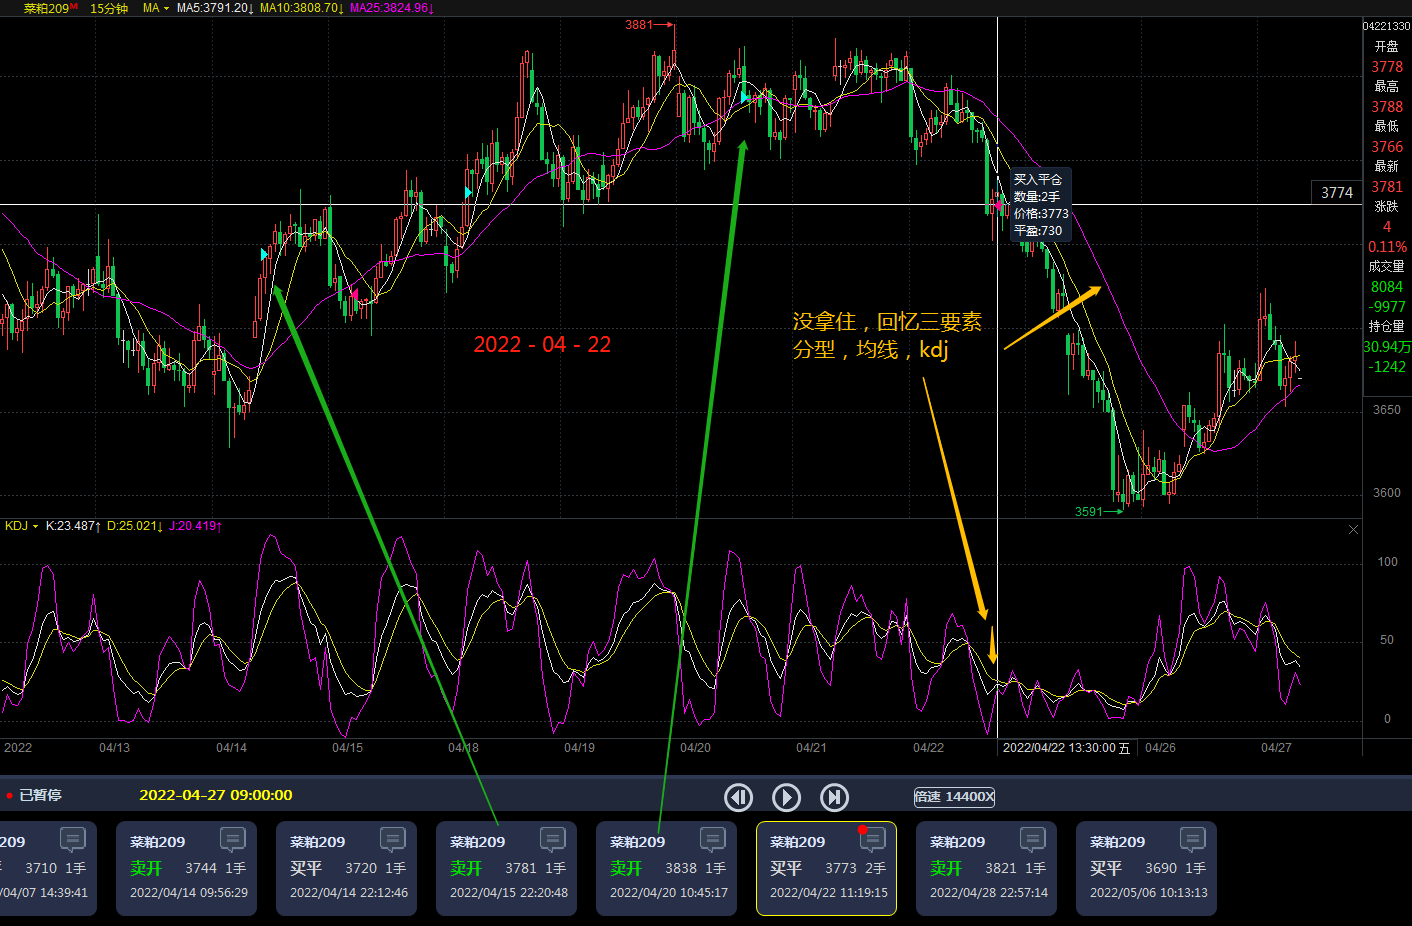 菜粕209M 15分钟 MA MA5:3791.20↓ MA10:3808.70↓ MA25:3824.96↓
3881
04221330
开盘
3778
最高
3788
最低
3766
最新
3781
涨跌
4
0.11%
成交量
8084
-9977
持仓量
30.94万
-1242
买入平仓
数量:2手
价格:3773
平盈:730
3774
没拿住，回忆三要素
分型，均线，kdj
2022 - 04 - 22
3650
3600
3591
KDJ K:23.487↑ D:25.021↓ J:20.419↑
100
50
0
2022 04/13 04/14 04/15 04/18 04/19 04/20 04/21 04/22 2022/04/22 13:30:00 五 04/26 04/27
已暂停 2022-04-27 09:00:00 倍速 14400X
209
3710 1手
/04/07 14:39:41
菜粕209
卖开 3744 1手
2022/04/14 09:56:29
菜粕209
买平 3720 1手
2022/04/14 22:12:46
菜粕209
卖开 3781 1手
2022/04/15 22:20:48
菜粕209
卖开 3838 1手
2022/04/20 10:45:17
菜粕209
买平 3773 2手
2022/04/22 11:19:15
菜粕209
卖开 3821 1手
2022/04/28 22:57:14
菜粕209
买平 3690 1手
2022/05/06 10:13:13